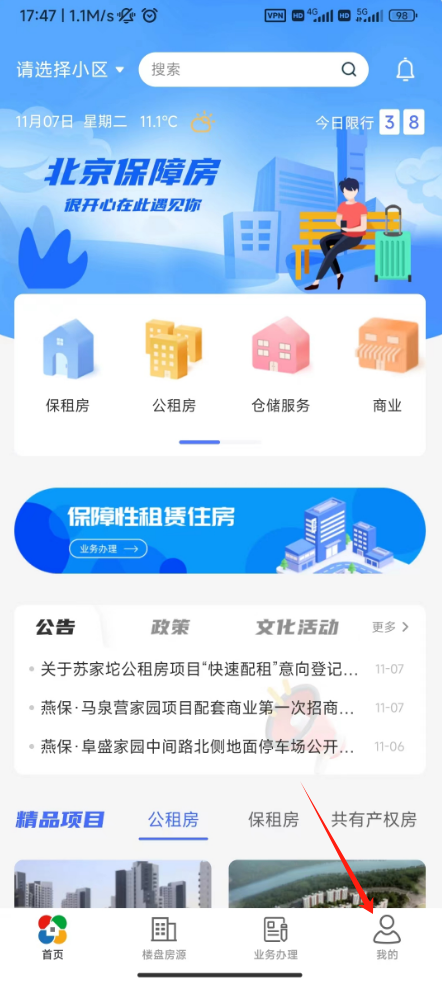 17:47 | 1.1M/s VPN HD 4G HD 5G 98
请选择小区 搜索
11月07日 星期二 11.1℃ 今日限行 3 8
北京保障房
很开心在此遇见你
保租房 公租房 仓储服务 商业
保障性租赁住房
业务办理
公告 政策 文化活动 更多
关于苏家坨公租房项目“快速配租”意向登记... 11-07
燕保·马泉营家园项目配套商业第一次招商... 11-07
燕保·阜盛家园中间路北侧地面停车场公开... 11-06
精品项目 公租房 保租房 共有产权房
首页 楼盘房源 业务办理 我的